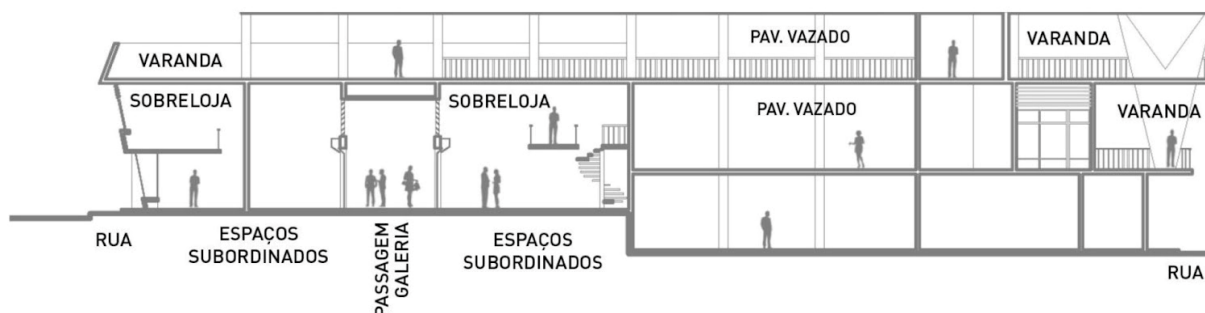 PAV. VAZADO
VARANDA
VARANDA
SOBRELOJA
SOBRELOJA
PAV. VAZADO
VARANDA
RUA
ESPAÇOS
SUBORDINADOS
PASSAGEM
GALERIA
ESPAÇOS
SUBORDINADOS
RUA